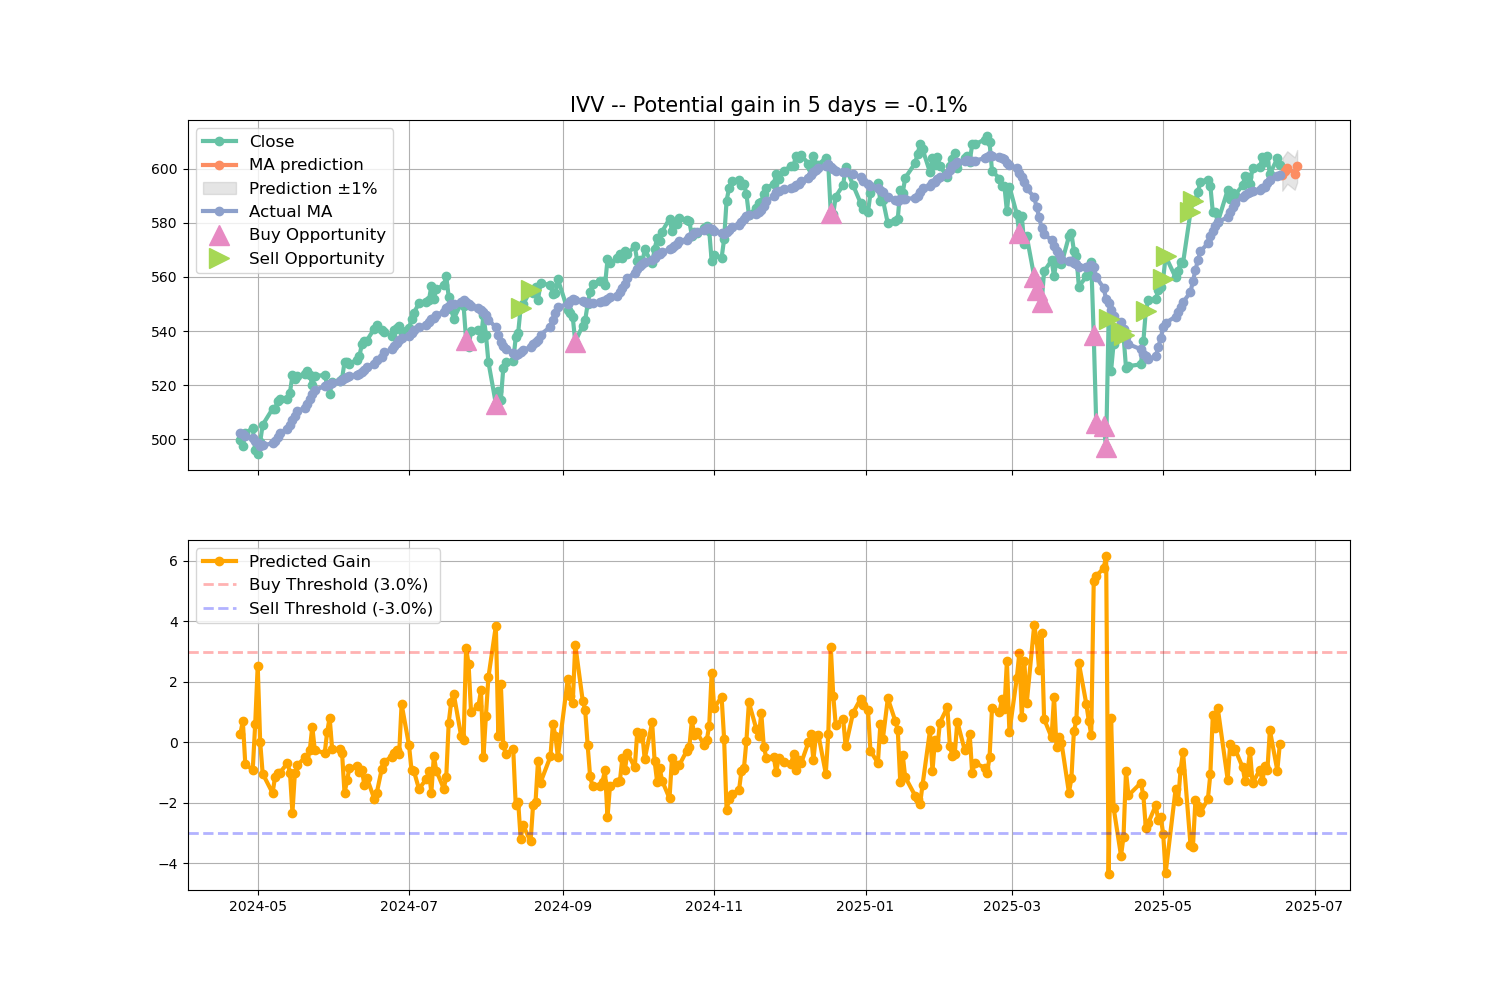 IVV -- Potential gain in 5 days = -0.1%
Close
MA prediction
Prediction ±1%
Actual MA
Buy Opportunity
Sell Opportunity
600
580
560
540
520
500
Predicted Gain
Buy Threshold (3.0%)
Sell Threshold (-3.0%)
6
4
2
0
−2
−4
2024-05
2024-07
2024-09
2024-11
2025-01
2025-03
2025-05
2025-07